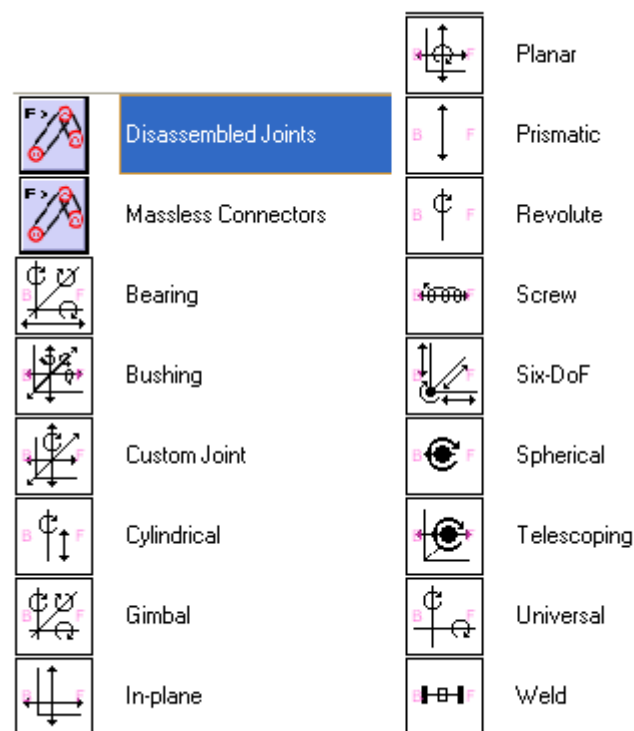 Disassembled Joints
Massless Connectors
Bearing
Bushing
Custom Joint
Cylindrical
Gimbal
In-plane
Planar
Prismatic
Revolute
Screw
Six-DoF
Spherical
Telescoping
Universal
Weld